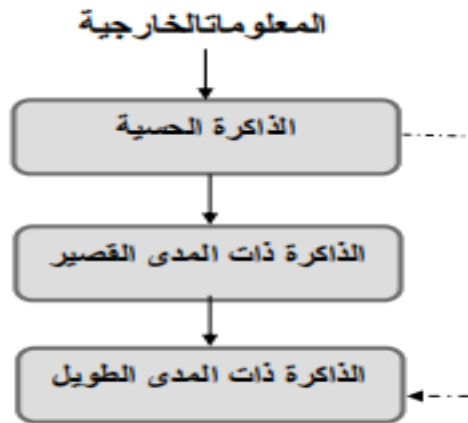 المعلوماتالخارجية
الذاكرة الحسية
الذاكرة ذات المدى القصير
الذاكرة ذات المدى الطويل